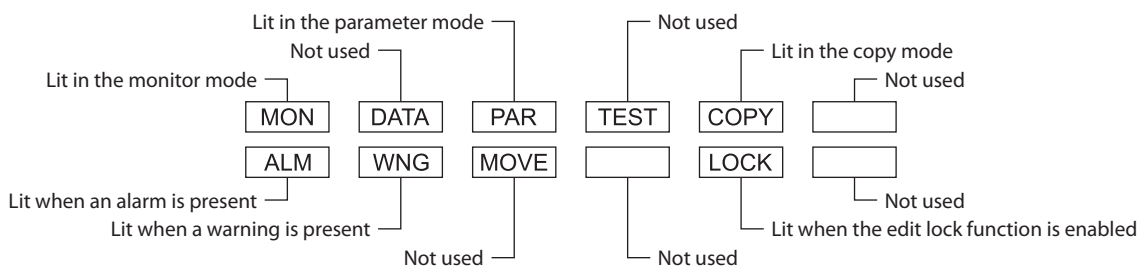 Lit in the parameter mode
Not used
Not used
Lit in the copy mode
Lit in the monitor mode
Not used
MON DATA PAR TEST COPY
ALM WNG MOVE LOCK
Lit when an alarm is present
Not used
Lit when a warning is present
Lit when the edit lock function is enabled
Not used
Not used